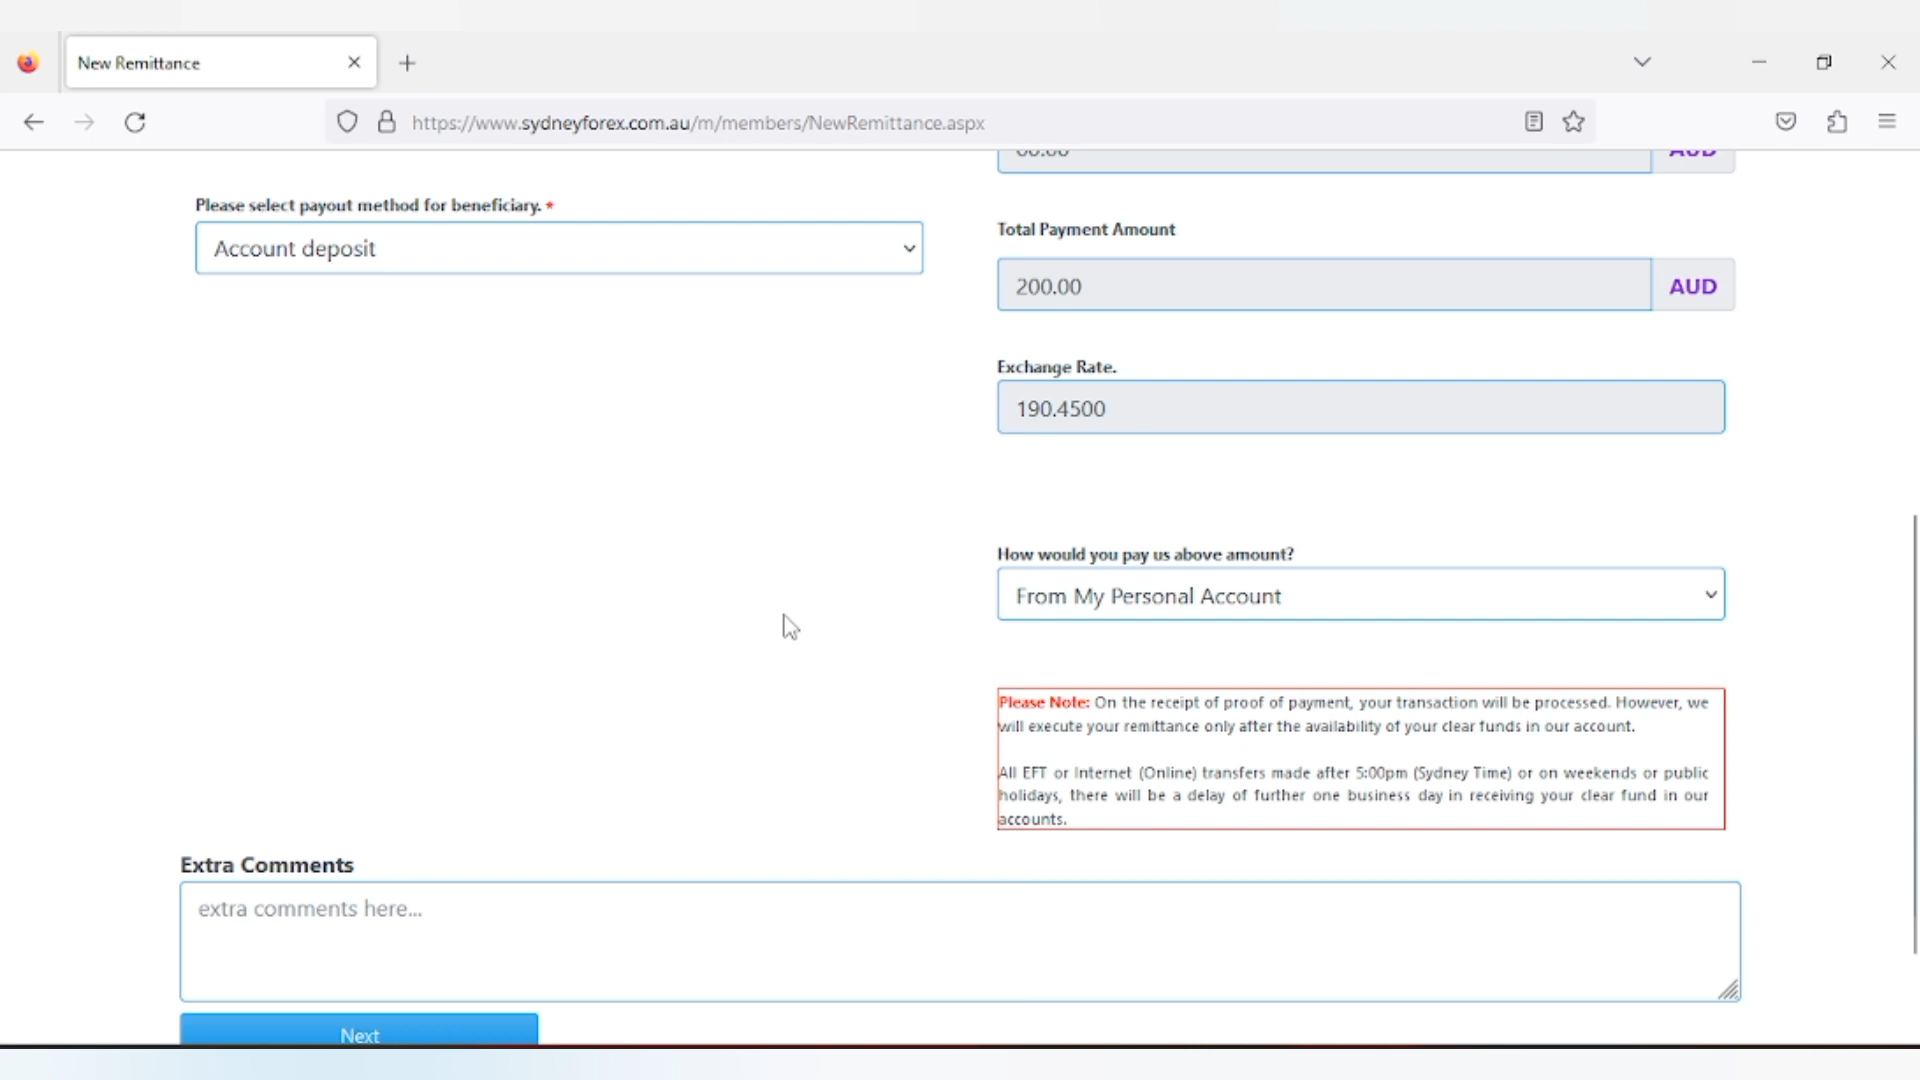 New Remittance
https://www.sydneyforex.com.au/m/members/NewRemittance.aspx
00.00 AUD
Please select payout method for beneficiary. *
Account deposit
Total Payment Amount
200.00 AUD
Exchange Rate.
190.4500
How would you pay us above amount?
From My Personal Account
Please Note: On the receipt of proof of payment, your transaction will be processed. However, we
will execute your remittance only after the availability of your clear funds in our account.
All EFT or Internet (Online) transfers made after 5:00pm (Sydney Time) or on weekends or public
holidays, there will be a delay of further one business day in receiving your clear fund in our
accounts.
Extra Comments
extra comments here...
Next